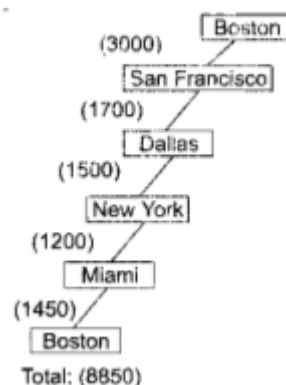 Boston
(3000)
San Francisco
(1700)
Dallas
(1500)
New York
(1200)
Miami
(1450)
Boston
Total: (8850)